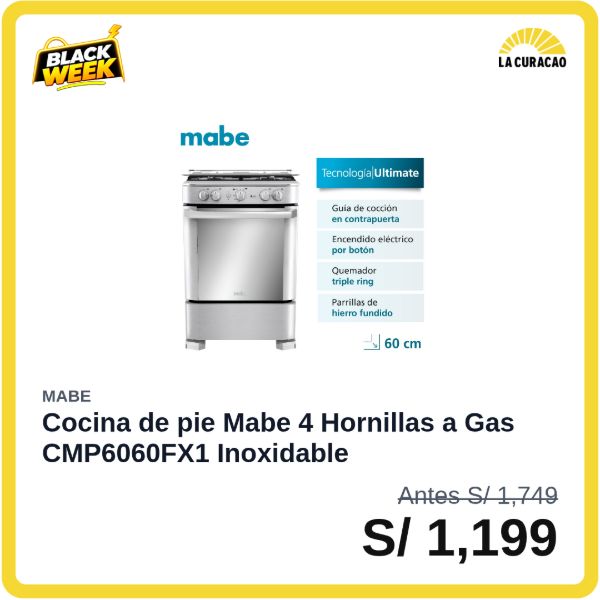 BLACK
WEEK
LA CURACAO
mabe
Tecnología|Ultimate
Guía de cocción
en contrapuerta
Encendido eléctrico
por botón
Quemador
triple ring
Parrillas de
hierro fundido
60 cm
MABE
Cocina de pie Mabe 4 Hornillas a Gas
CMP6060FX1 Inoxidable
Antes S/ 1,749
S/ 1,199